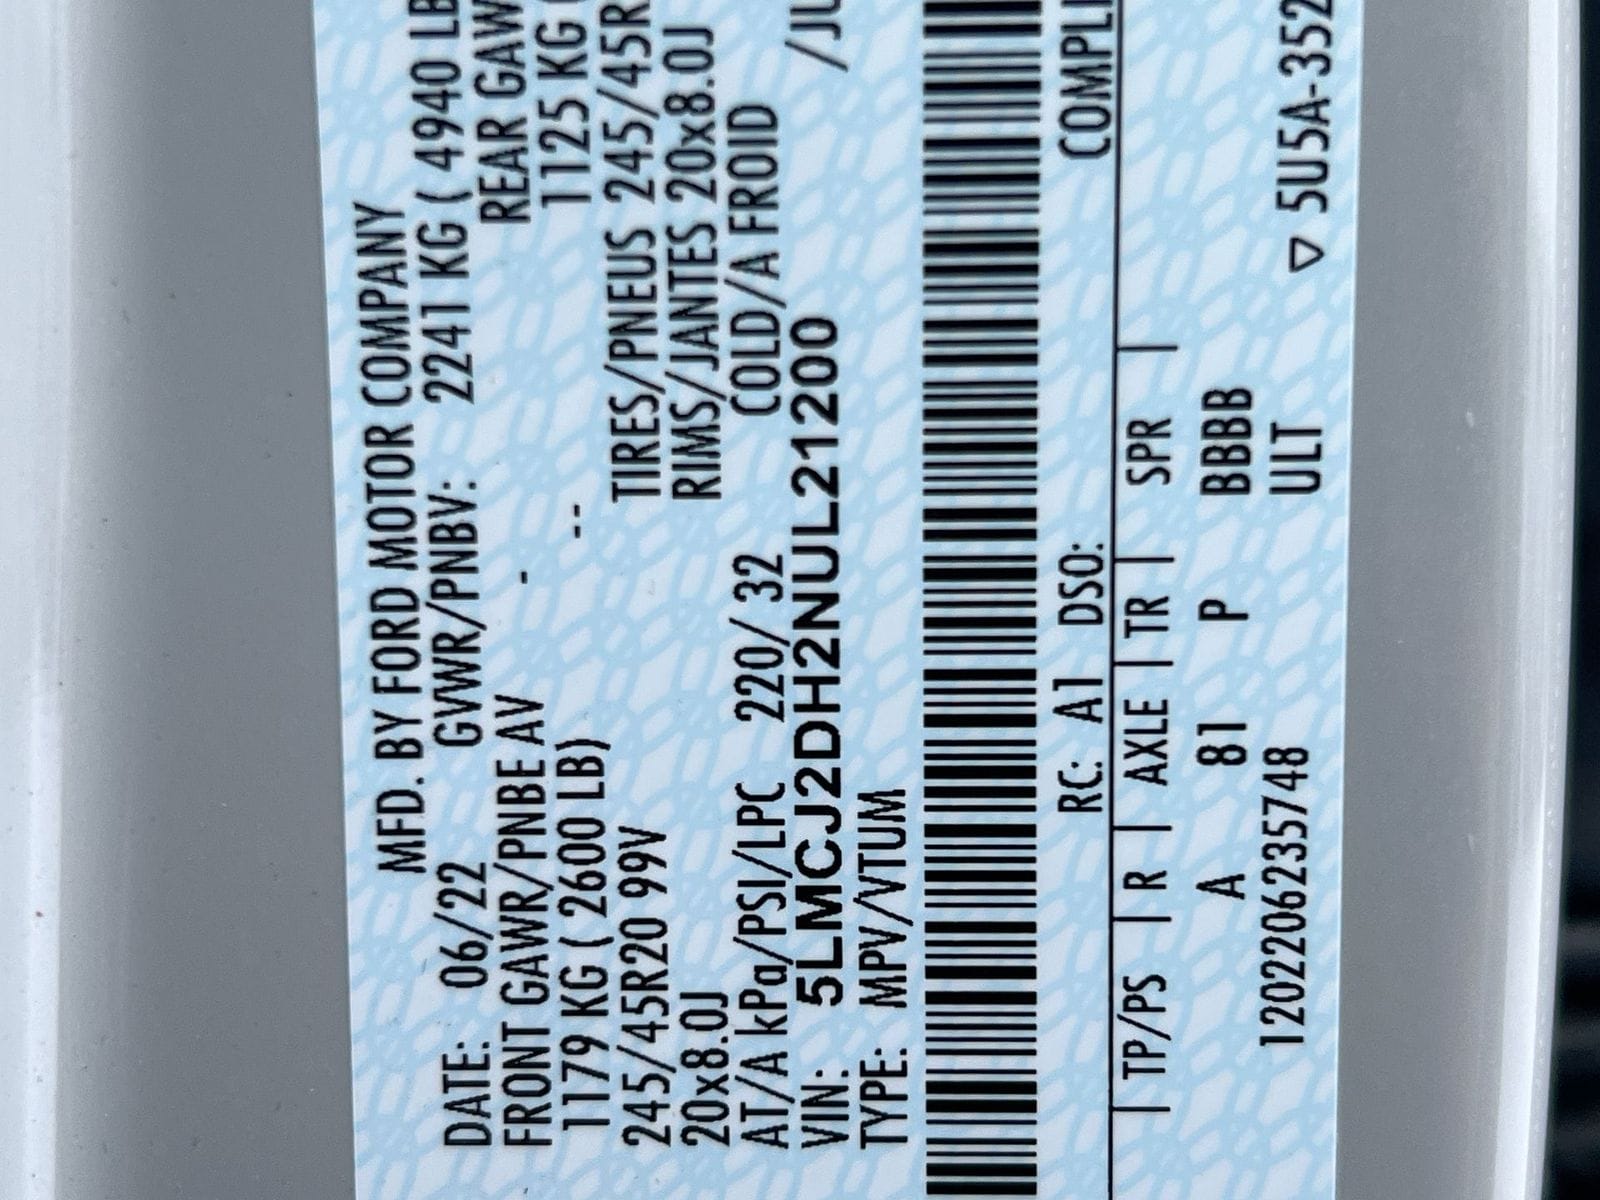 MFD. BY FORD MOTOR COMPANY
DATE: 06/22 GVWR/PNBV: 2241 KG ( 4940 LB
FRONT GAWR/PNBE AV - REAR GAW
1179 KG ( 2600 LB) -- 1125 KG (
245/45R20 99V TIRES/PNEUS 245/45R
20x8.0J RIMS/JANTES 20x8.0J
AT/A kPa/PSI/LPC 220/ 32 COLD/A FROID
VIN: 5LMCJ2DH2NUL21200
TYPE: MPV/VTUM
RC: A1 DSO: COMPLI
TP/PS | R | AXLE | TR | SPR
A 81 P BBBB
1202206235748 ULT ▽ 5U5A-352